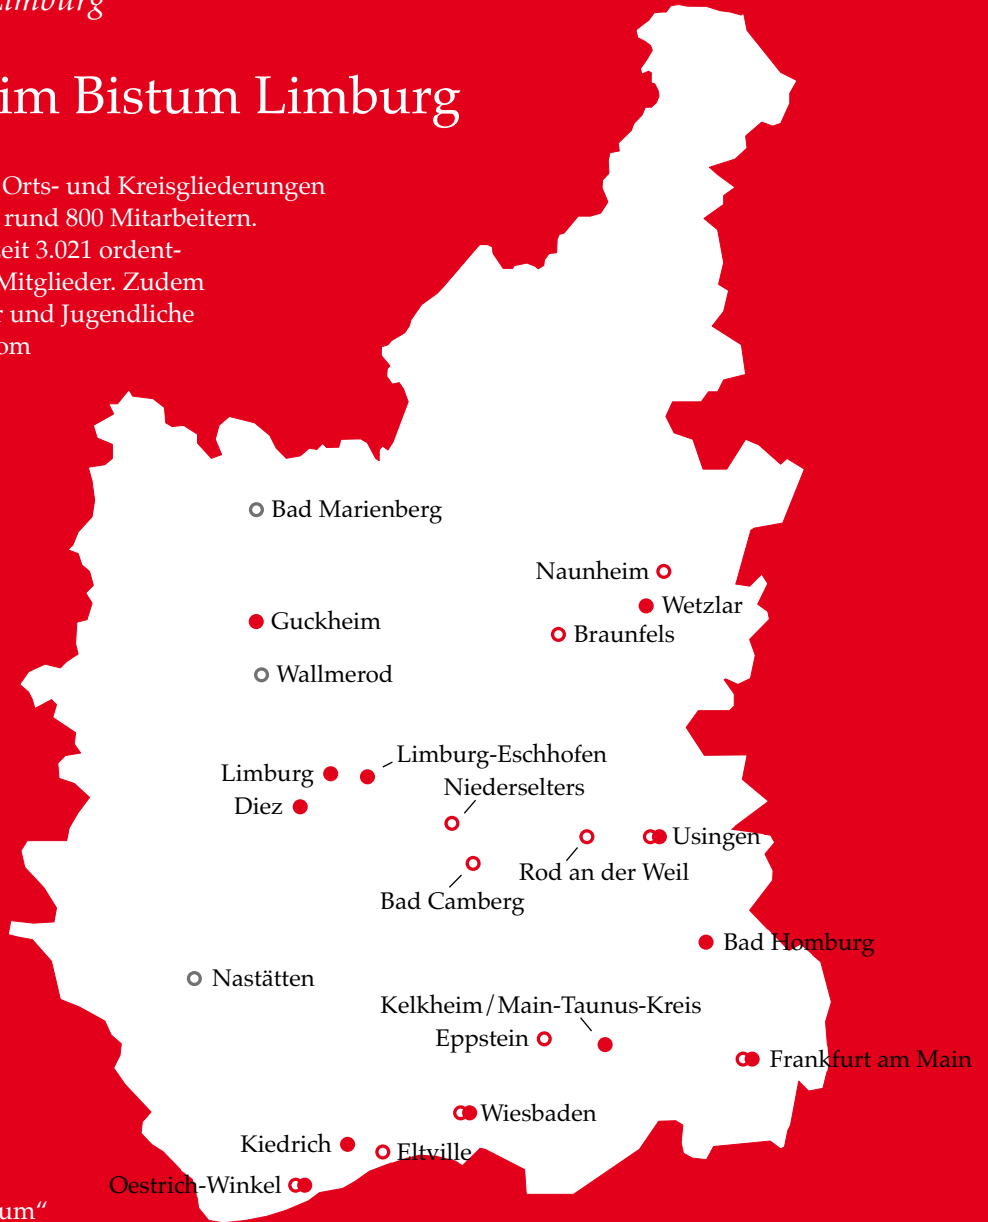 Limburg
im Bistum Limburg
Orts- und Kreisgliederungen
rund 800 Mitarbeitern.
eit 3.021 ordent-
Mitglieder. Zudem
r und Jugendliche
om
Bad Marienberg
Naunheim
Wetzlar
Guckheim
Braunfels
Wallmerod
Limburg-Eschhofen
Limburg
Niederselters
Diez
Usingen
Rod an der Weil
Bad Camberg
Bad Homburg
Nastätten
Kelkheim/Main-Taunus-Kreis
Eppstein
Frankfurt am Main
Wiesbaden
Kiedrich
Eltville
Oestrich-Winkel
um“